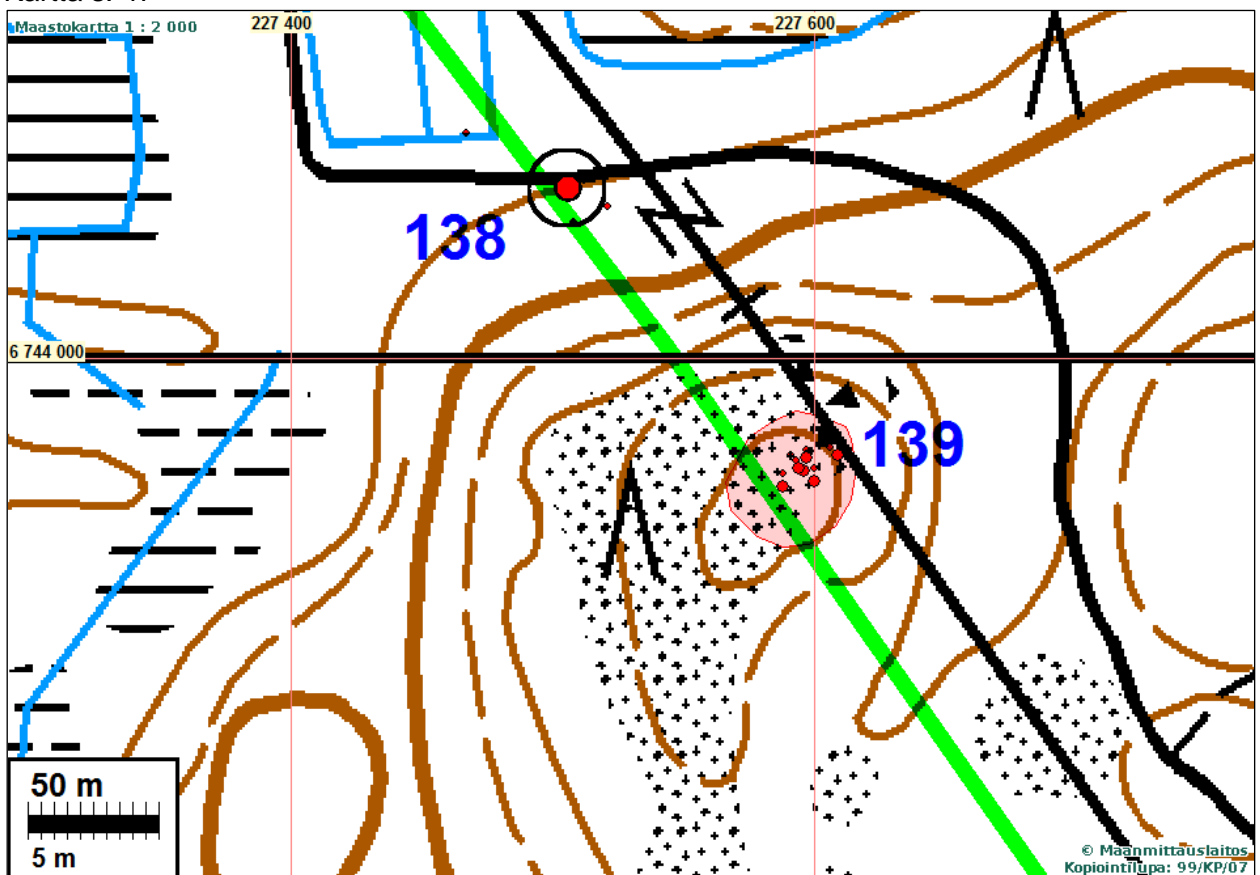 Maastokartta 1 : 2 000
227 400
227 600
138
6 744 000
139
50 m
5 m
© Maanmittauslaitos
Kopiointilupa: 99/KP/07